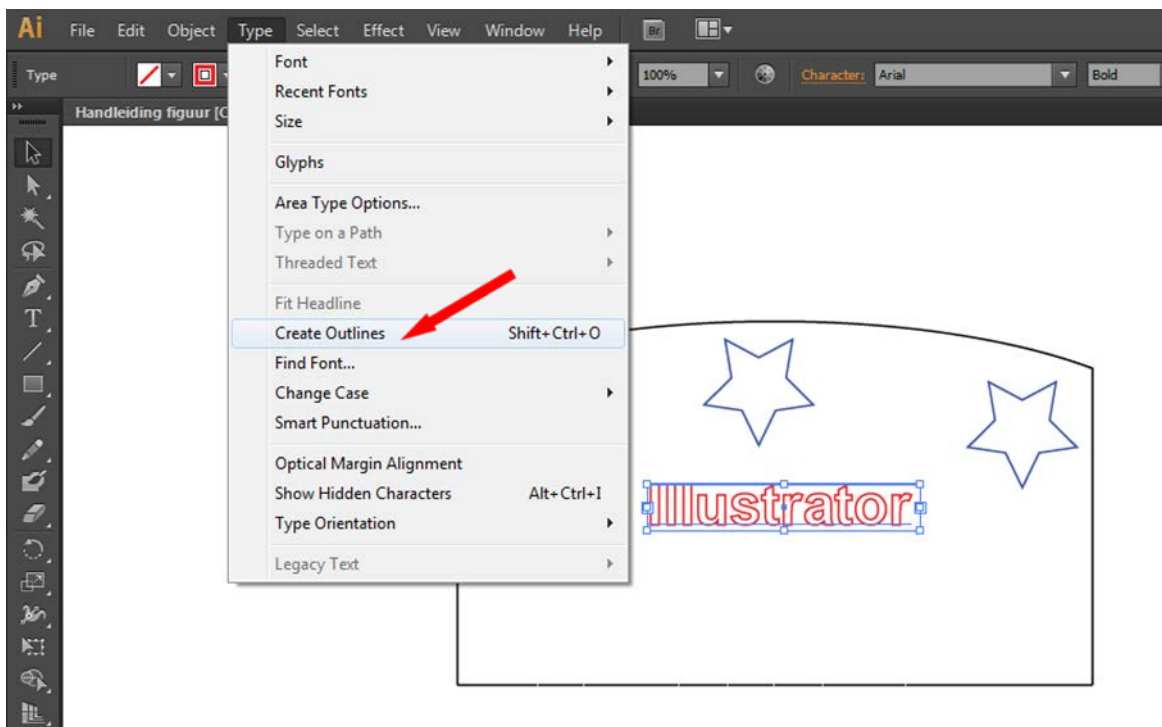 Ai File Edit Object Type Select Effect View Window Help Br
Type 100% Character: Arial Bold
Handleiding figuur [C
Font
Recent Fonts
Size
Glyphs
Area Type Options...
Type on a Path
Threaded Text
Fit Headline
Create Outlines Shift+Ctrl+O
Find Font...
Change Case
Smart Punctuation...
Optical Margin Alignment
Show Hidden Characters Alt+Ctrl+I
Type Orientation
Legacy Text
T
Illustrator